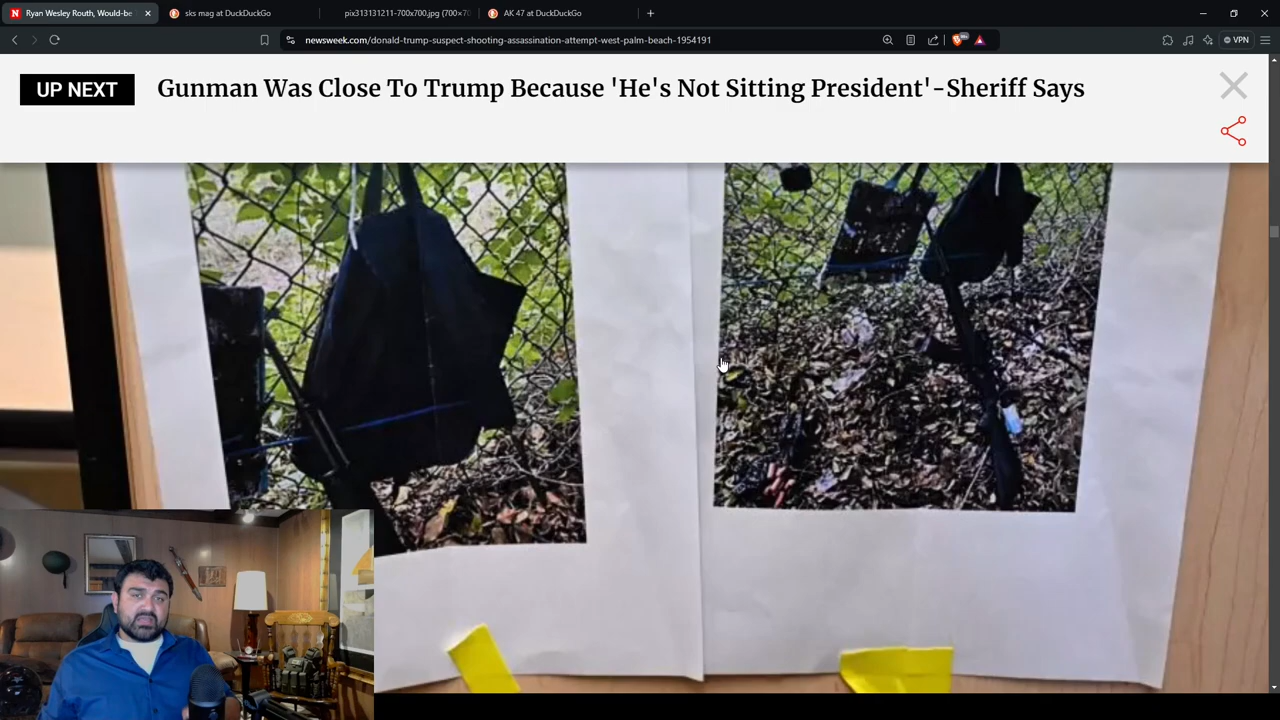 Ryan Wesley Routh, Would-be
sks mag at DuckDuckGo
pix313131211-700x700.jpg (700×70
AK 47 at DuckDuckGo
newsweek.com/donald-trump-suspect-shooting-assassination-attempt-west-palm-beach-1954191
VPN
UP NEXT
Gunman Was Close To Trump Because 'He's Not Sitting President'-Sheriff Says